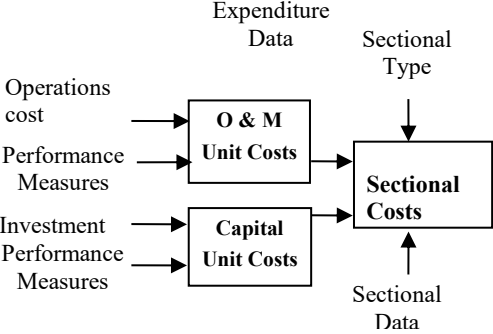 Expenditure
Data
Sectional
Type
Operations
cost
O & M
Unit Costs
Performance
Measures
Sectional
Costs
Investment
Capital
Unit Costs
Performance
Measures
Sectional
Data